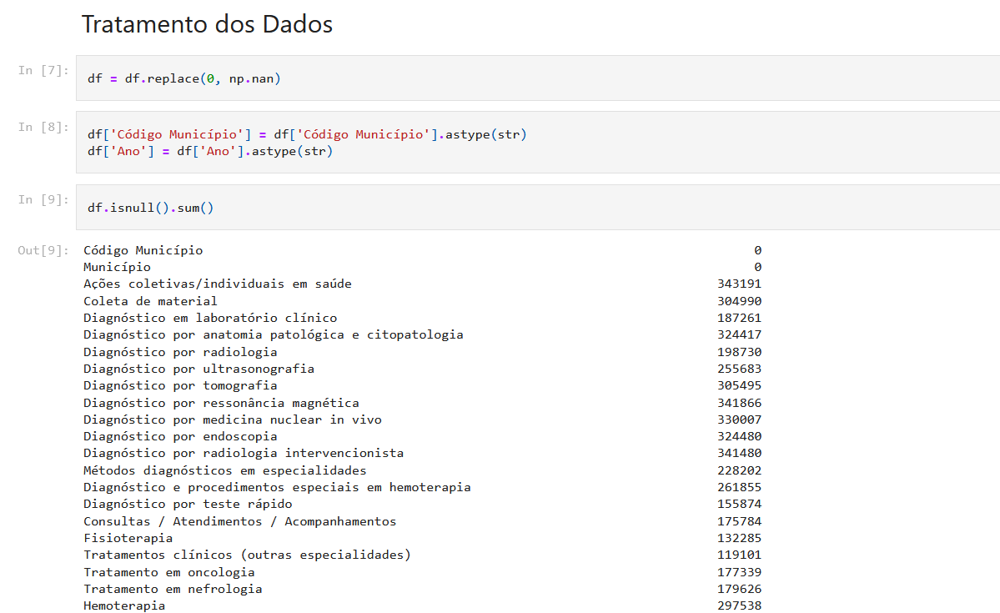 Tratamento dos Dados
In [7]: df = df.replace(0, np.nan)
In [8]: df['Código Município'] = df['Código Município'].astype(str)
df['Ano'] = df['Ano'].astype(str)
In [9]: df.isnull().sum()
Out[9]: Código Município 0
Município 0
Ações coletivas/individuais em saúde 343191
Coleta de material 304990
Diagnóstico em laboratório clínico 187261
Diagnóstico por anatomia patológica e citopatologia 324417
Diagnóstico por radiologia 198730
Diagnóstico por ultrasonografia 255683
Diagnóstico por tomografia 305495
Diagnóstico por ressonância magnética 341866
Diagnóstico por medicina nuclear in vivo 330007
Diagnóstico por endoscopia 324480
Diagnóstico por radiologia intervencionista 341480
Métodos diagnósticos em especialidades 228202
Diagnóstico e procedimentos especiais em hemoterapia 261855
Diagnóstico por teste rápido 155874
Consultas / Atendimentos / Acompanhamentos 175784
Fisioterapia 132285
Tratamentos clínicos (outras especialidades) 119101
Tratamento em oncologia 177339
Tratamento em nefrologia 179626
Hemoterapia 297538